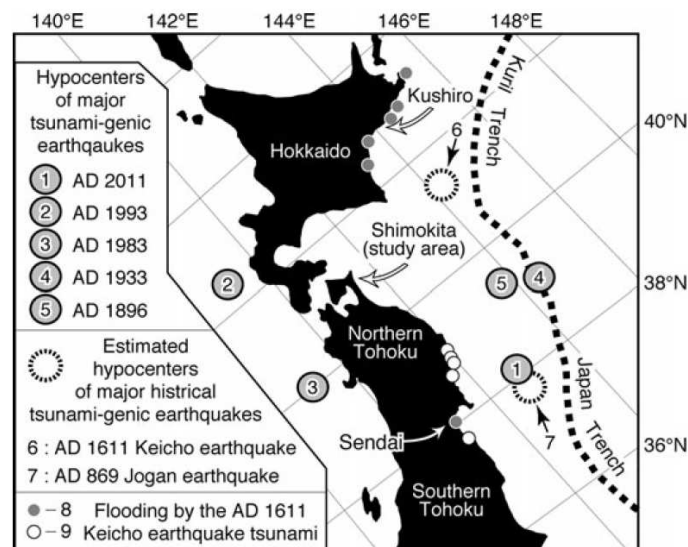 140°E 142°E 144°E 146°E 148°E
Hypocenters
of major
tsunami-genic
earthqaukes
1 AD 2011
2 AD 1993
3 AD 1983
4 AD 1933
5 AD 1896
Estimated
hypocenters
of major histrical
tsunami-genic earthquakes
6 : AD 1611 Keicho earthquake
7 : AD 869 Jogan earthquake
– 8 Flooding by the AD 1611
– 9 Keicho earthquake tsunami
Kushiro
Hokkaido
Kuril
Trench
6
40°N
Shimokita
(study area)
2
5
4
38°N
Northern
Tohoku
3
1
7
Japan
Trench
Sendai
36°N
Southern
Tohoku